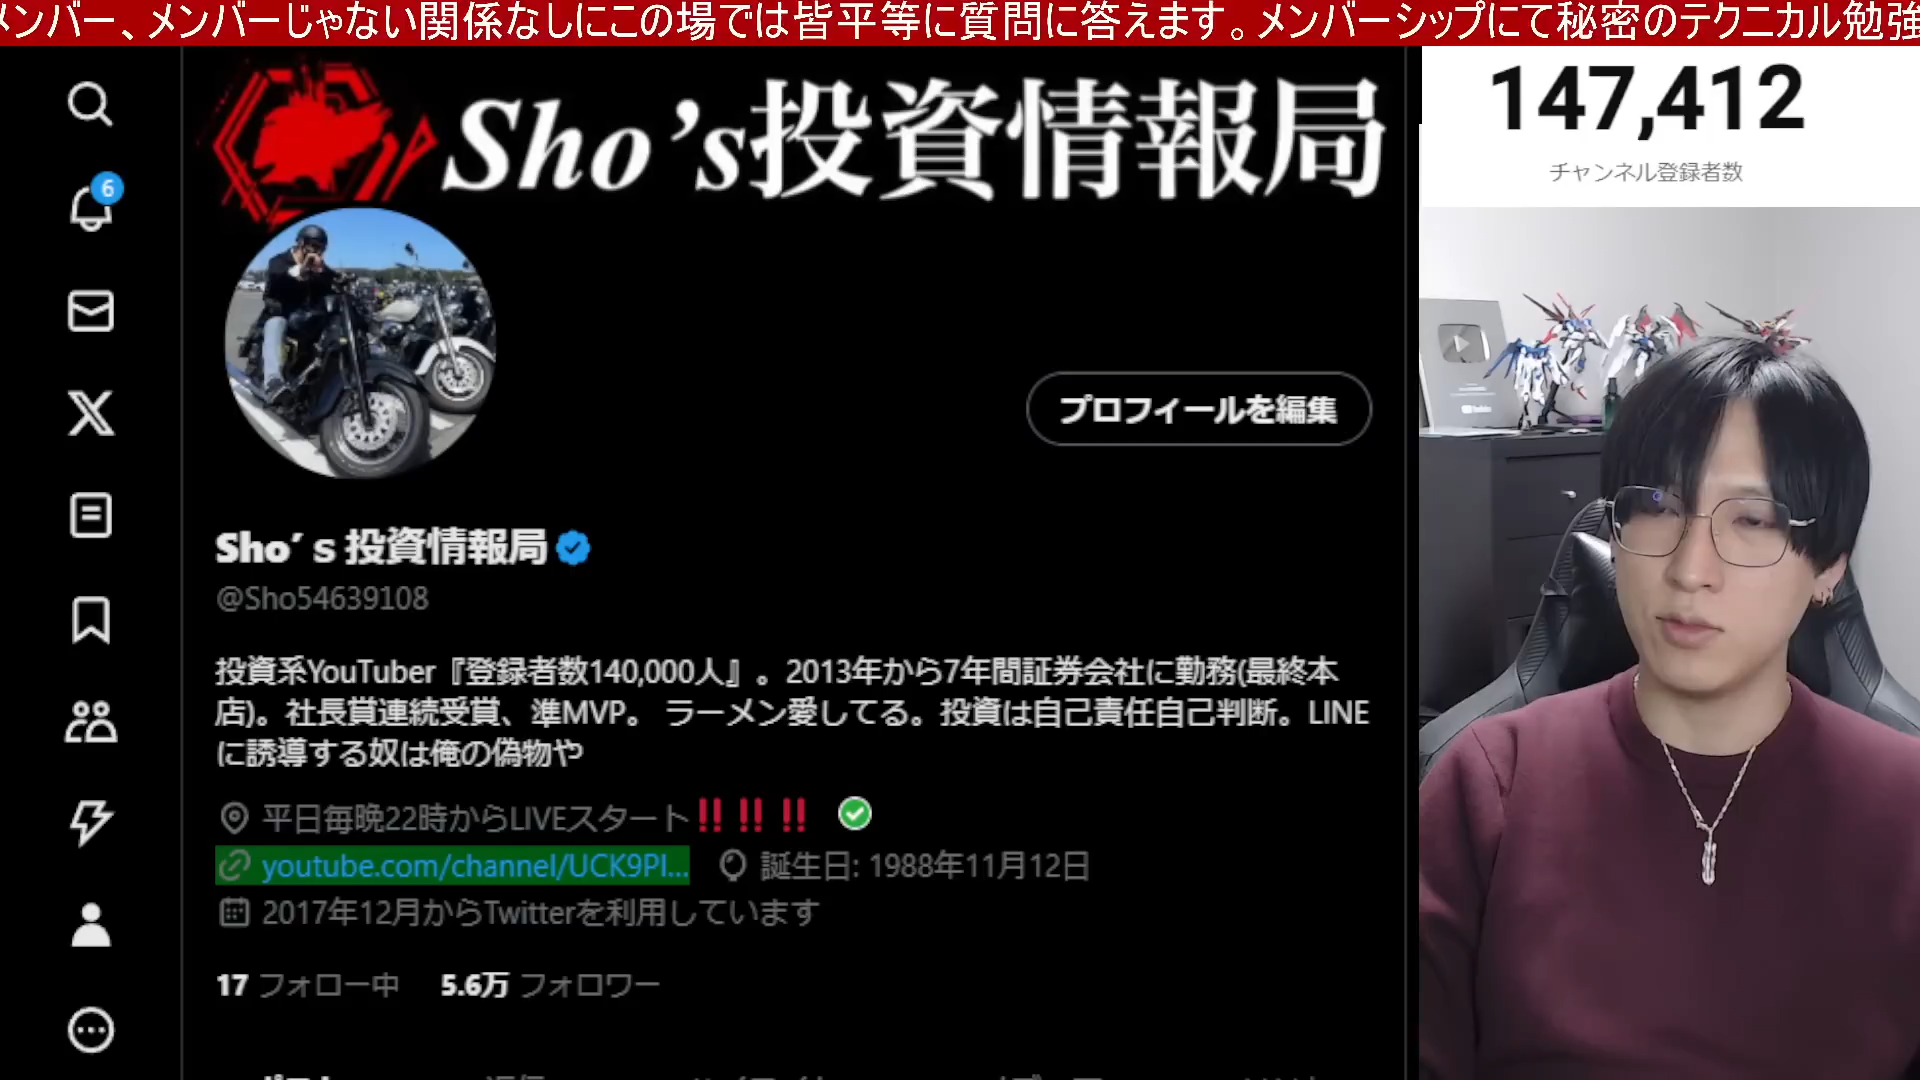 メンバー、メンバーじゃない関係なしにこの場では皆平等に質問に答えます。メンバーシップにて秘密のテクニカル勉強
147,412
チャンネル登録者数
Sho's投資情報局
6
プロフィールを編集
Sho′ｓ投資情報局
@Sho54639108
投資系YouTuber『登録者数140,000人』。2013年から7年間証券会社に勤務(最終本
店)。社長賞連続受賞、準MVP。 ラーメン愛してる。投資は自己責任自己判断。LINE
に誘導する奴は俺の偽物や
平日毎晩22時からLIVEスタート‼️‼️‼️
youtube.com/channel/UCK9Pl... 誕生日: 1988年11月12日
2017年12月からTwitterを利用しています
17 フォロー中 5.6万 フォロワー